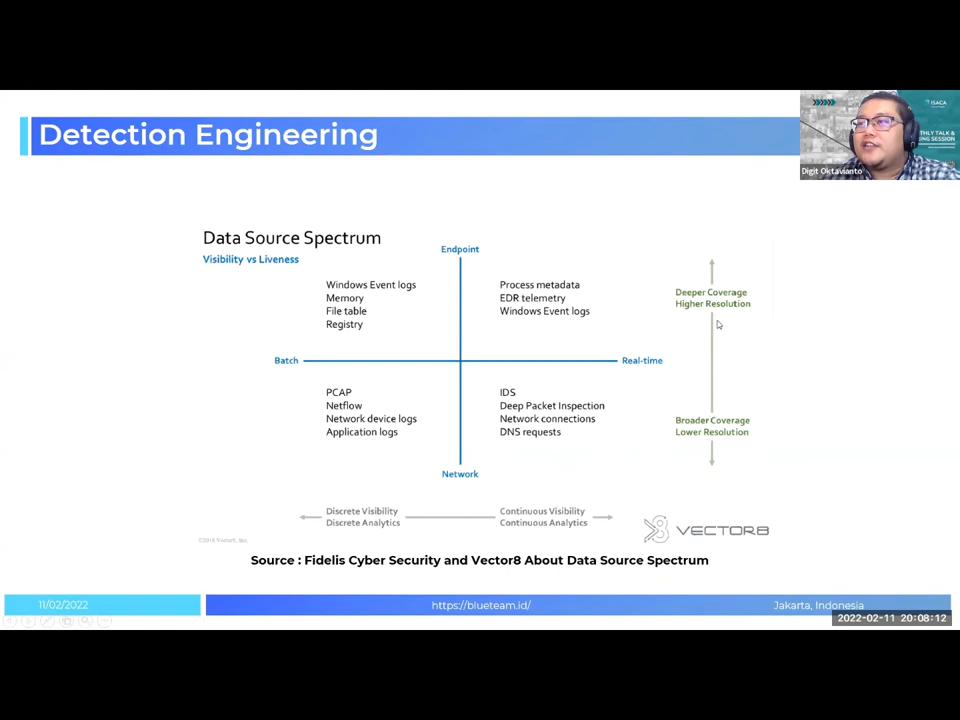 Detection Engineering
ISACA
THLY TALK &
NG SESSION
Digit Oktavianto
Data Source Spectrum
Visibility vs Liveness
Endpoint
Windows Event logs
Memory
File table
Registry
Process metadata
EDR telemetry
Windows Event logs
Deeper Coverage
Higher Resolution
Batch
Real-time
PCAP
Netflow
Network device logs
Application logs
IDS
Deep Packet Inspection
Network connections
DNS requests
Broader Coverage
Lower Resolution
Network
Discrete Visibility
Discrete Analytics
Continuous Visibility
Continuous Analytics
VECTOR8
Source : Fidelis Cyber Security and Vector8 About Data Source Spectrum
11/02/2022
https://blueteam.id/
Jakarta, Indonesia
2022-02-11 20:08:12